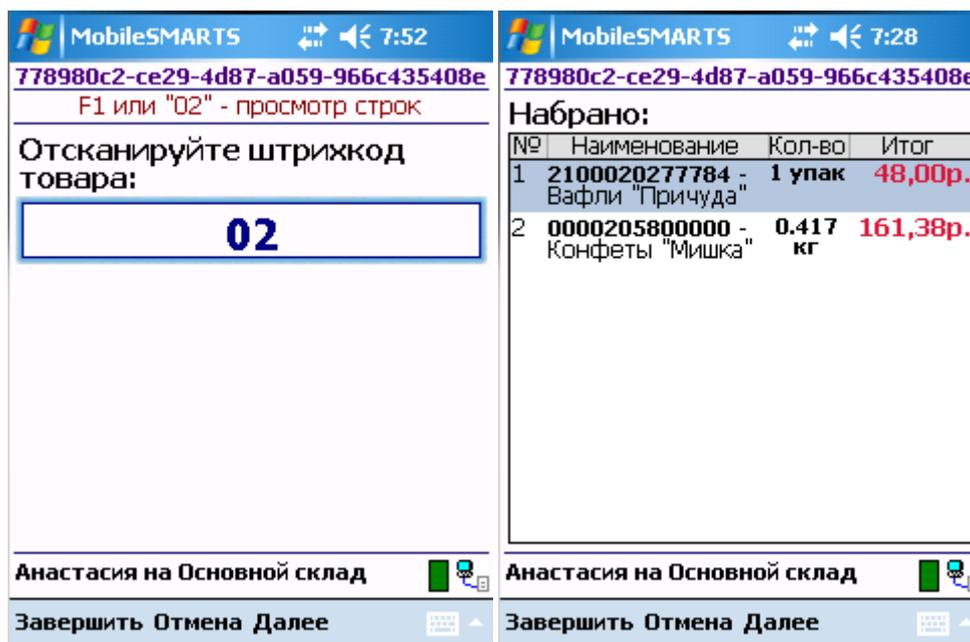 MobileSMARTS 7:52
778980c2-ce29-4d87-a059-966c435408e
F1 или "02" - просмотр строк
Отсканируйте штрихкод
товара:
02
Анастасия на Основной склад
Завершить Отмена Далее
MobileSMARTS 7:28
778980c2-ce29-4d87-a059-966c435408e
Набрано:
№ Наименование Кол-во Итог
1 2100020277784 - 1 упак 48,00р.
Вафли "Причуда"
2 0000205800000 - 0.417 161,38р.
Конфеты "Мишка" кг
Анастасия на Основной склад
Завершить Отмена Далее